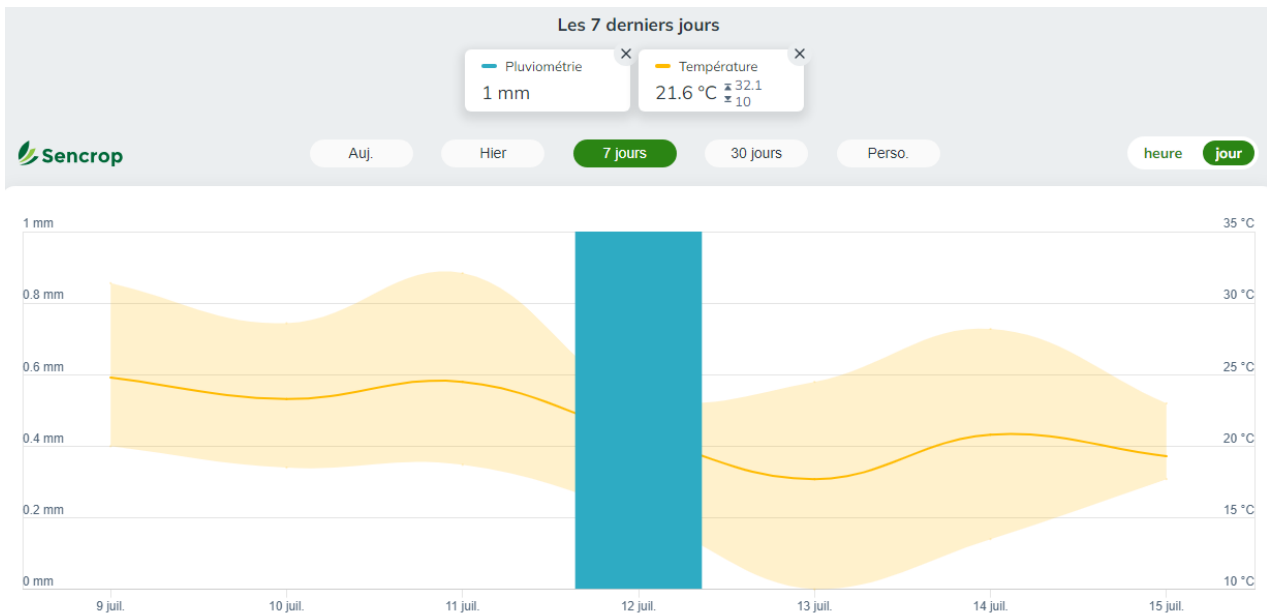 Les 7 derniers jours
Pluviométrie
1 mm
Température
21.6 °C 32.1
10
Sencrop
Auj.
Hier
7 jours
30 jours
Perso.
heure
jour
1 mm
35 °C
0.8 mm
30 °C
0.6 mm
25 °C
0.4 mm
20 °C
0.2 mm
15 °C
0 mm
10 °C
9 juil.
10 juil.
11 juil.
12 juil.
13 juil.
14 juil.
15 juil.